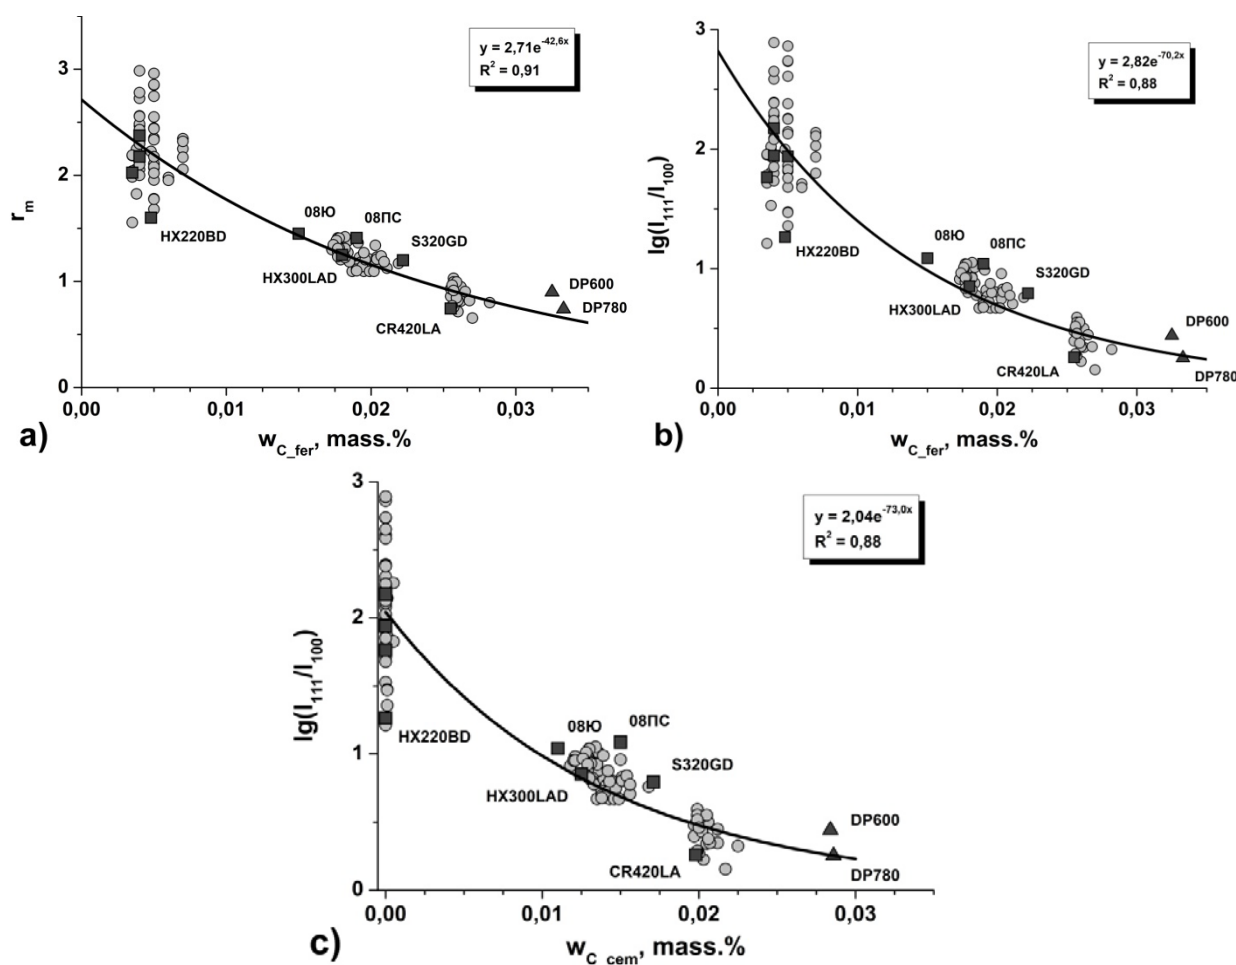 y = 2,71e^-42,6x
R² = 0,91
3
2
1
0
r_m
HX220BD
08Ю
08ПС
S320GD
HX300LAD
CR420LA
DP600
DP780
0,00 0,01 0,02 0,03
a)
w_C_fer, mass.%
y = 2,82e^-70,2x
R² = 0,88
3
2
1
0
lg(I_111/I_100)
HX220BD
08Ю
08ПС
S320GD
HX300LAD
CR420LA
DP600
DP780
0,00 0,01 0,02 0,03
b)
w_C_fer, mass.%
y = 2,04e^-73,0x
R² = 0,88
3
2
1
0
lg(I_111/I_100)
HX220BD
08Ю
08ПС
S320GD
HX300LAD
CR420LA
DP600
DP780
0,00 0,01 0,02 0,03
c)
w_C_cem, mass.%